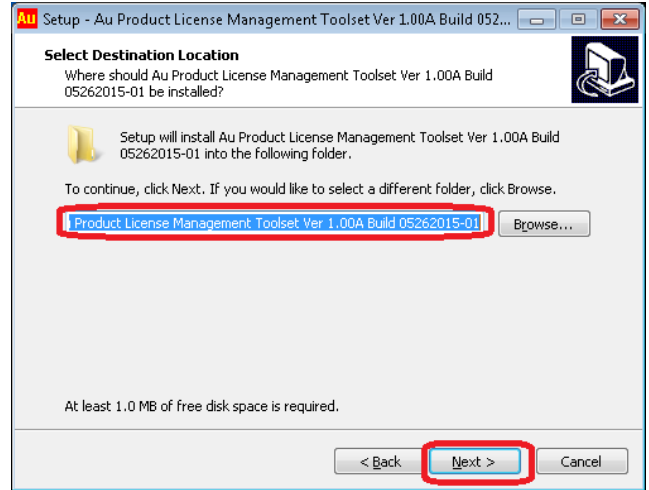 Au Setup - Au Product License Management Toolset Ver 1.00A Build 052...
Select Destination Location
Where should Au Product License Management Toolset Ver 1.00A Build
05262015-01 be installed?
Setup will install Au Product License Management Toolset Ver 1.00A Build
05262015-01 into the following folder.
To continue, click Next. If you would like to select a different folder, click Browse.
Product License Management Toolset Ver 1.00A Build 05262015-01 Browse...
At least 1.0 MB of free disk space is required.
< Back Next > Cancel